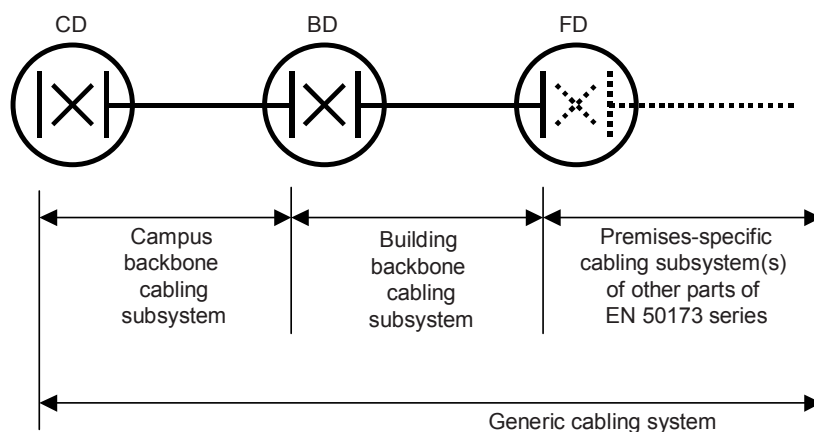 CD
BD
FD
Campus
backbone
cabling
subsystem
Building
backbone
cabling
subsystem
Premises-specific
cabling subsystem(s)
of other parts of
EN 50173 series
Generic cabling system